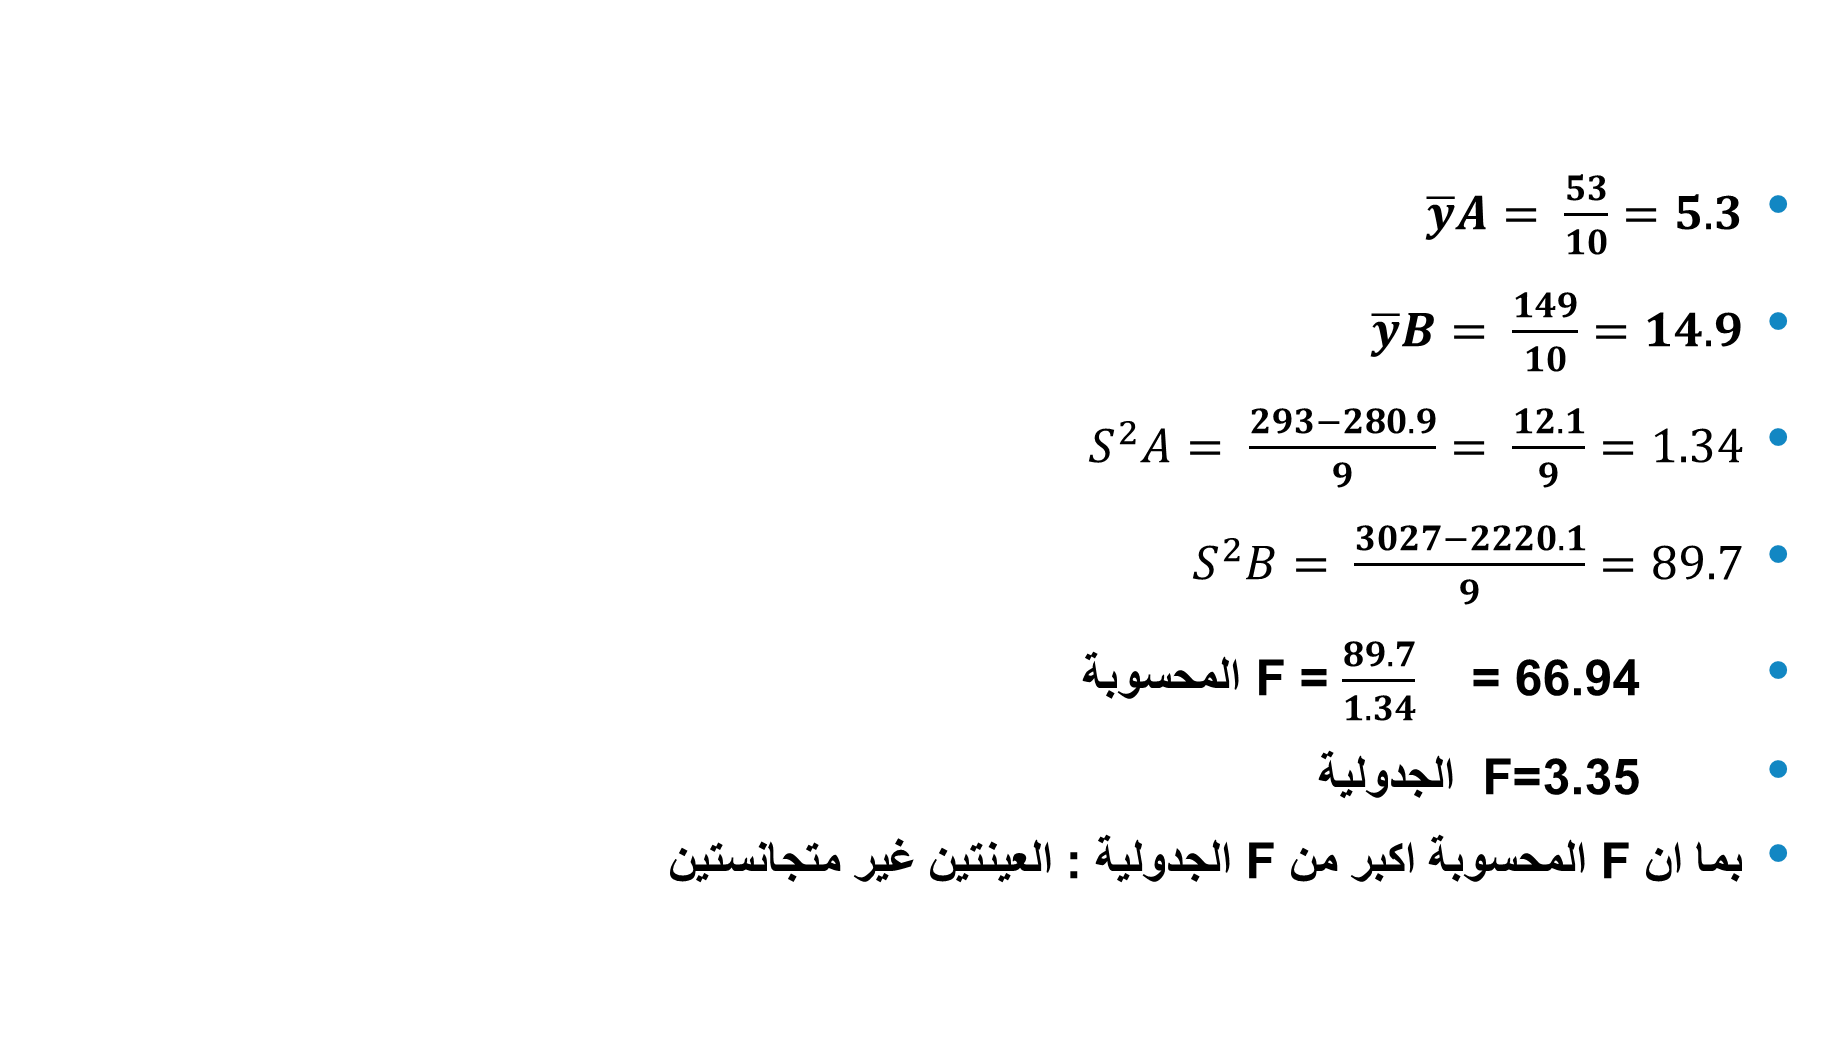 • y̅A = 53/10 = 5.3
• y̅B = 149/10 = 14.9
• S²A = 293−280.9/9 = 12.1/9 = 1.34
• S²B = 3027−2220.1/9 = 89.7
• المحسوبة F = 89.7/1.34 = 66.94
• الجدولية F=3.35
• بما ان F المحسوبة اكبر من F الجدولية : العينتين غير متجانستين